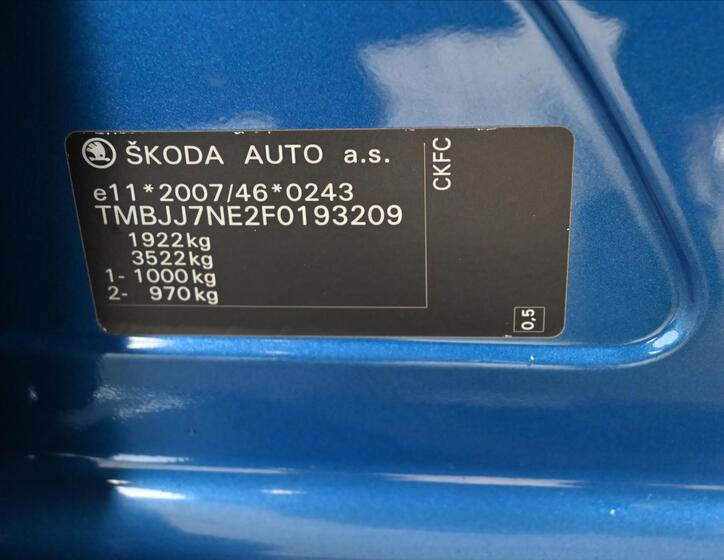 ŠKODA AUTO a.s.
e11*2007/46*0243
TMBJJ7NE2F0193209
1922kg
3522kg
1- 1000kg
2- 970kg
CKFC
0,5